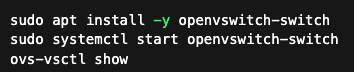 sudo apt install -y openvswitch-switch
sudo systemctl start openvswitch-switch
ovs-vsctl show